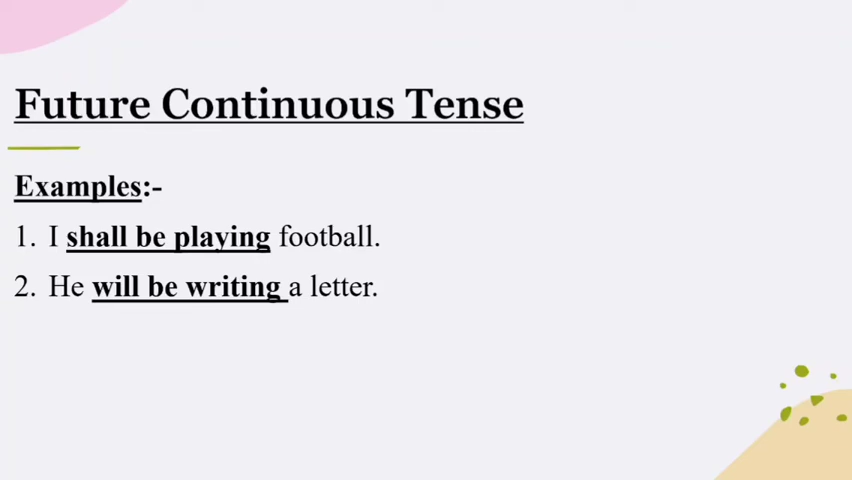 Future Continuous Tense
Examples:-
1. I shall be playing football.
2. He will be writing a letter.